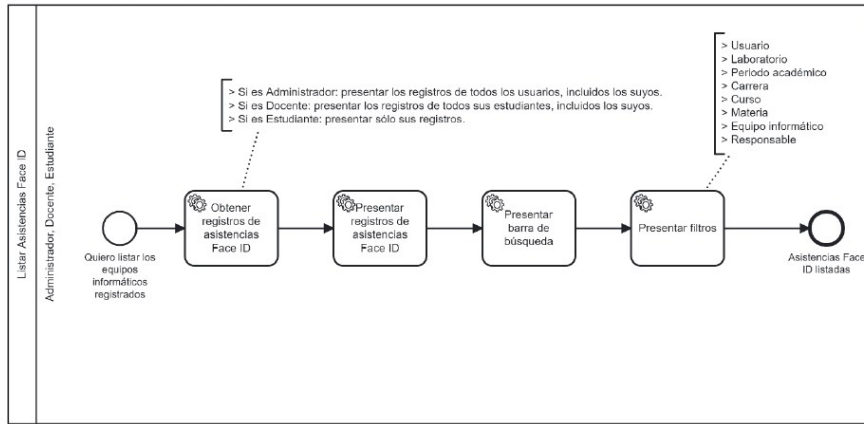 Listar Asistencias Face ID
Administrador, Docente, Estudiante
> Si es Administrador: presentar los registros de todos los usuarios, incluidos los suyos.
> Si es Docente: presentar los registros de todos sus estudiantes, incluidos los suyos.
> Si es Estudiante: presentar sólo sus registros.
> Usuario
> Laboratorio
> Periodo académico
> Carrera
> Curso
> Materia
> Equipo informático
> Responsable
Quiero listar los
equipos
informáticos
registrados
Obtener
registros de
asistencias
Face ID
Presentar
registros de
asistencias
Face ID
Presentar
barra de
búsqueda
Presentar filtros
Asistencias Face
ID listadas